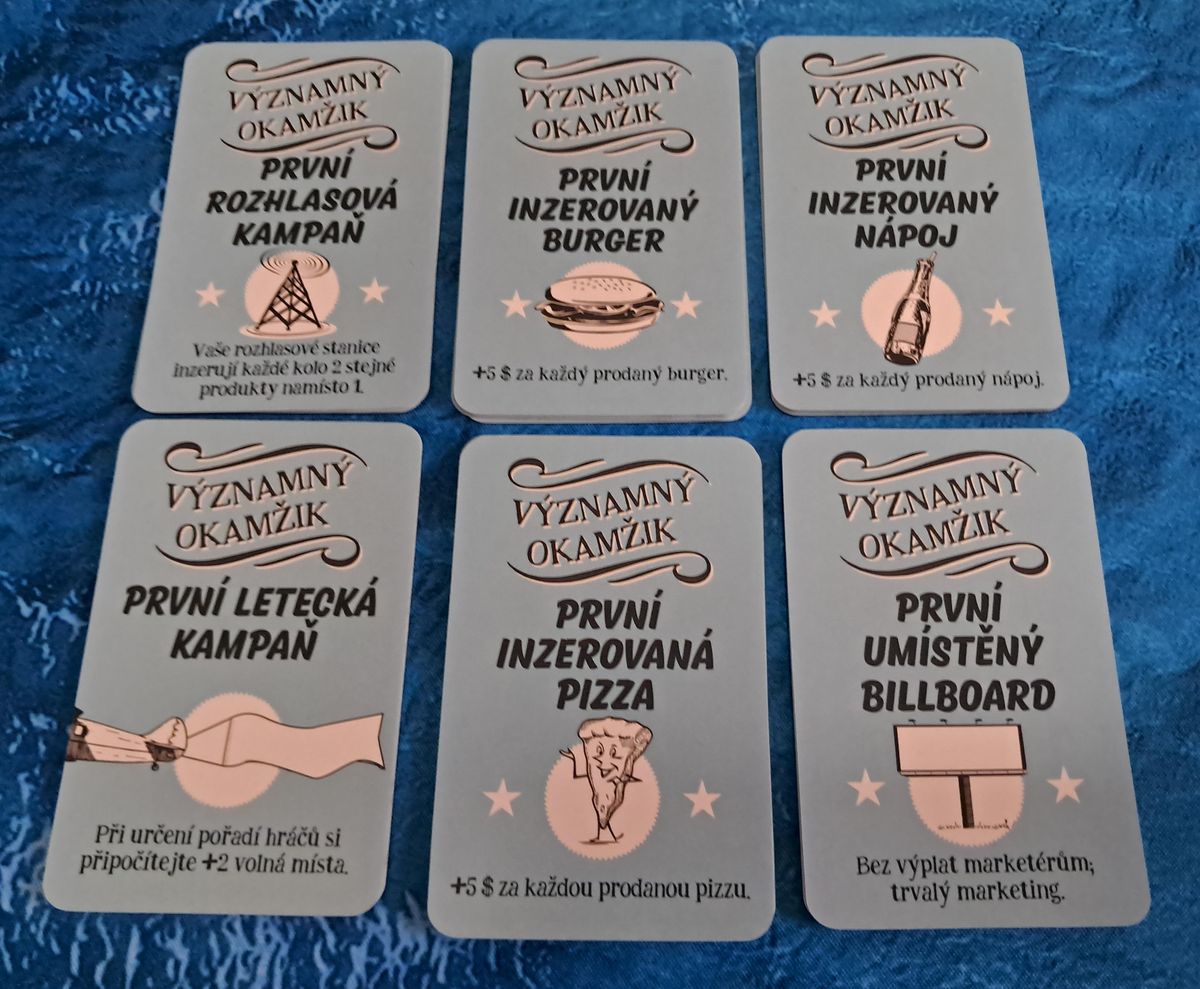 VÝZNAMNÝ
OKAMŽIK
PRVNÍ
ROZHLASOVÁ
KAMPAŇ
Vaše rozhlasové stanice
inzerují každé kolo 2 stejné
produkty namísto 1.
VÝZNAMNÝ
OKAMŽIK
PRVNÍ
INZEROVANÝ
BURGER
+5 $ za každý prodaný burger.
VÝZNAMNÝ
OKAMŽIK
PRVNÍ
INZEROVANÝ
NÁPOJ
+5 $ za každý prodaný nápoj.
VÝZNAMNÝ
OKAMŽIK
PRVNÍ LETECKÁ
KAMPAŇ
Při určení pořadí hráčů si
připočítejte +2 volná místa.
VÝZNAMNÝ
OKAMŽIK
PRVNÍ
INZEROVANÁ
PIZZA
+5 $ za každou prodanou pizzu.
VÝZNAMNÝ
OKAMŽIK
PRVNÍ
UMÍSTĚNÝ
BILLBOARD
Bez výplat marketérům;
trvalý marketing.